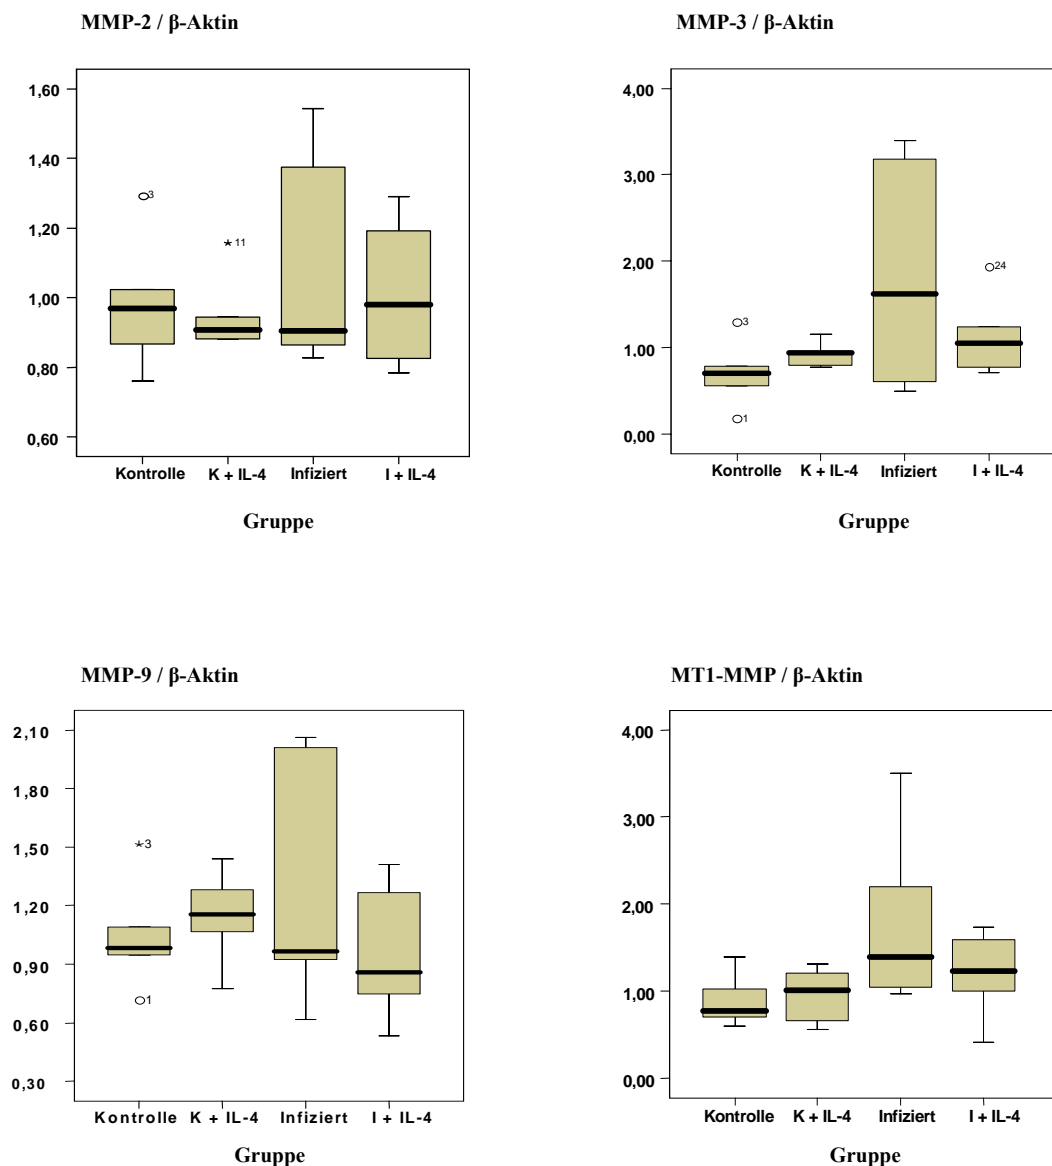 MMP-2 / β-Aktin
1,60
1,40
1,20
1,00
0,80
0,60
3
11
Kontrolle K + IL-4 Infiziert I + IL-4
Gruppe
MMP-3 / β-Aktin
4,00
3,00
2,00
1,00
0,00
3
1
24
Kontrolle K + IL-4 Infiziert I + IL-4
Gruppe
MMP-9 / β-Aktin
2,10
1,80
1,50
1,20
0,90
0,60
0,30
3
1
Kontrolle K + IL-4 Infiziert I + IL-4
Gruppe
MT1-MMP / β-Aktin
4,00
3,00
2,00
1,00
0,00
Kontrolle K + IL-4 Infiziert I + IL-4
Gruppe